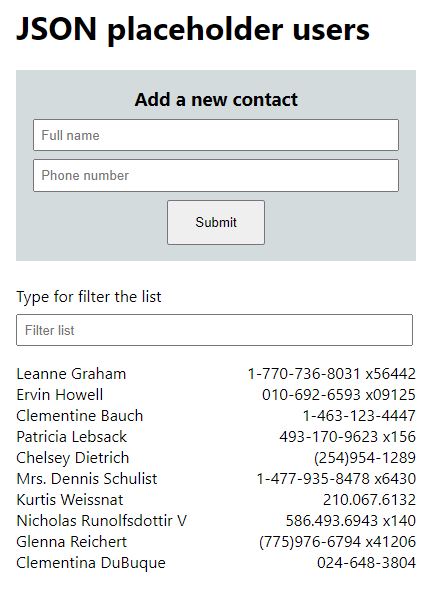 JSON placeholder users
Add a new contact
Full name
Phone number
Submit
Type for filter the list
Filter list
Leanne Graham 1-770-736-8031 x56442
Ervin Howell 010-692-6593 x09125
Clementine Bauch 1-463-123-4447
Patricia Lebsack 493-170-9623 x156
Chelsey Dietrich (254)954-1289
Mrs. Dennis Schulist 1-477-935-8478 x6430
Kurtis Weissnat 210.067.6132
Nicholas Runolfsdottir V 586.493.6943 x140
Glenna Reichert (775)976-6794 x41206
Clementina DuBuque 024-648-3804